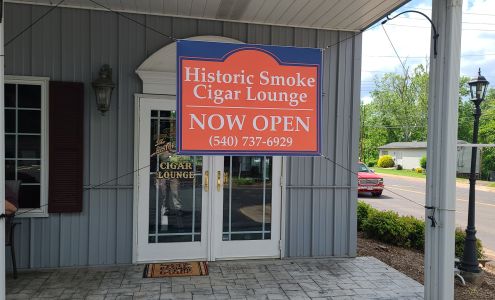 Historic Smoke
Cigar Lounge
NOW OPEN
(540) 737-6929
CIGAR
LOUNGE